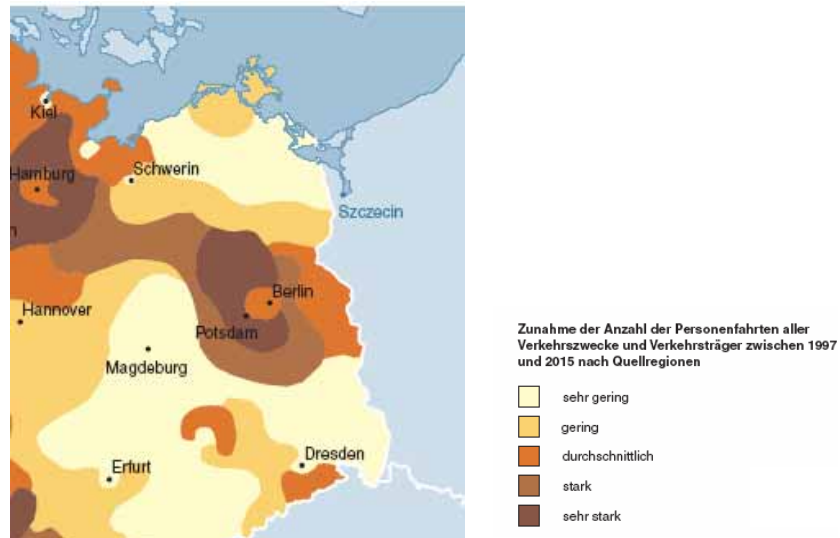 Kiel
Hamburg
Schwerin
Szczecin
n
Hannover
Berlin
Potsdam
Magdeburg
Erfurt
Dresden
Zunahme der Anzahl der Personenfahrten aller
Verkehrszwecke und Verkehrsträger zwischen 1997
und 2015 nach Quellregionen
sehr gering
gering
durchschnittlich
stark
sehr stark